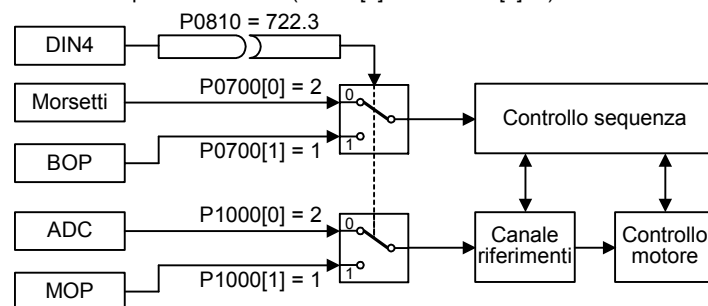 P0810 = 722.3
DIN4
Morsetti
P0700[0] = 2
0
1
Controllo sequenza
BOP
P0700[1] = 1
ADC
P1000[0] = 2
0
1
Canale
riferimenti
Controllo
motore
MOP
P1000[1] = 1